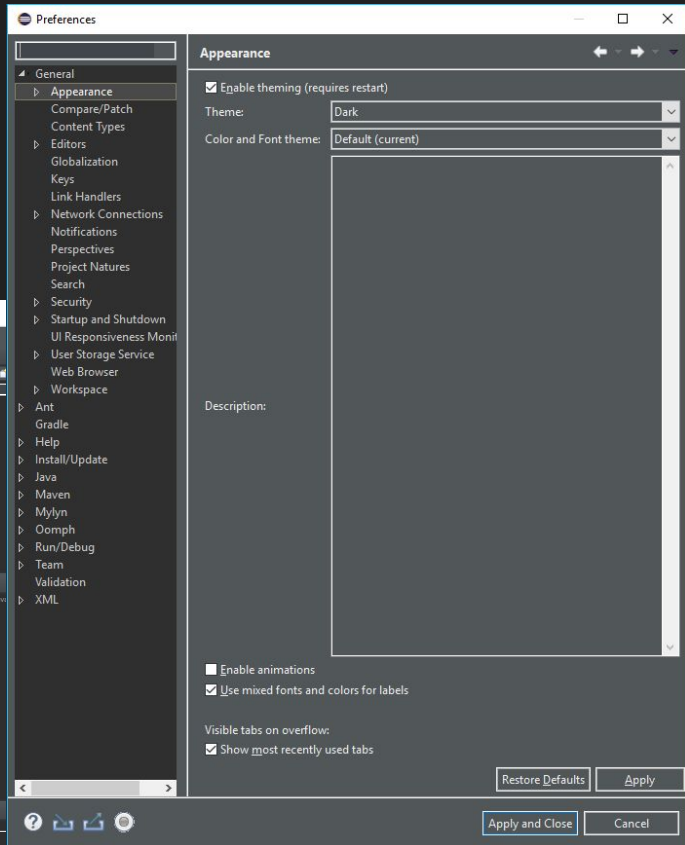 Preferences
Appearance
General
Appearance
Compare/Patch
Content Types
Editors
Globalization
Keys
Link Handlers
Network Connections
Notifications
Perspectives
Project Natures
Search
Security
Startup and Shutdown
UI Responsiveness Monit
User Storage Service
Web Browser
Workspace
Ant
Gradle
Help
Install/Update
Java
Maven
Mylyn
Oomph
Run/Debug
Team
Validation
XML
Enable theming (requires restart)
Theme: Dark
Color and Font theme: Default (current)
Description:
Enable animations
Use mixed fonts and colors for labels
Visible tabs on overflow:
Show most recently used tabs
Restore Defaults Apply
Apply and Close Cancel